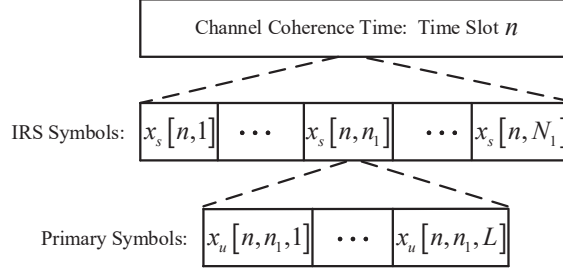 Channel Coherence Time: Time Slot n
IRS Symbols: x_s[n,1] ⋯ x_s[n,n_1] ⋯ x_s[n,N_1]
Primary Symbols: x_u[n,n_1,1] ⋯ x_u[n,n_1,L]